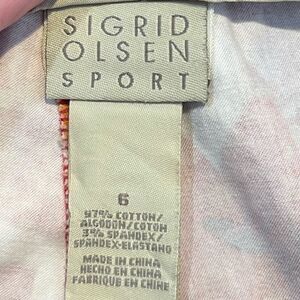 SIGRID
OLSEN
SPORT
6
97% COTTON/
ALGODON/COTON
3% SPANDEX/
SPANDEX-ELASTANO
MADE IN CHINA
HECHO EN CHINA
FABRIQUE EN CHINE